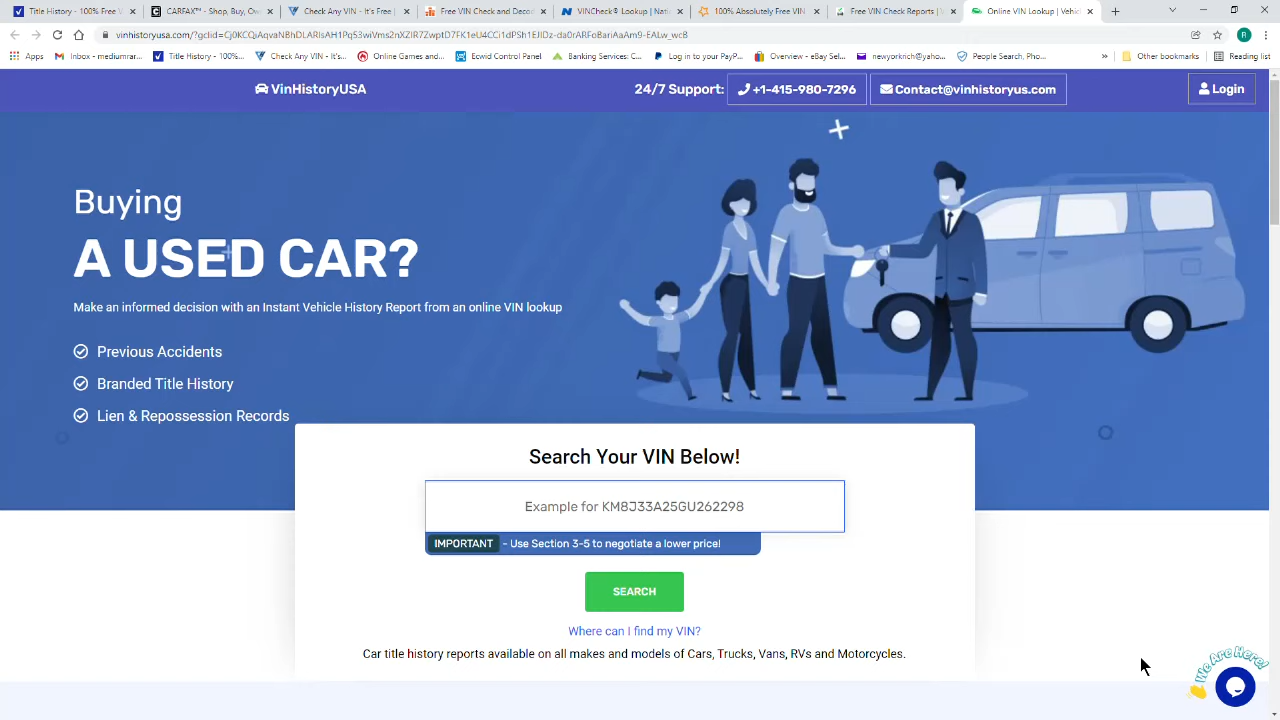 Title History - 100% Free V
CARFAX™ - Shop, Buy, Ow
Check Any VIN - It's Free |
Free VIN Check and Decod
VINCheck® Lookup | Nati
100% Absolutely Free VIN
Free VIN Check Reports | V
Online VIN Lookup | Vehic
vinhistoryusa.com/?gclid=
R
Apps
Inbox - mediumrar...
Title History - 100%...
Check Any VIN - It's...
Online Games -...
Ecwid Control Panel
Banking Services: C...
Log in to your PayP...
Overview - eBay Sel...
newyorknich@yaho...
People Search, Pho...
»
Other bookmarks
Reading list
VinHistoryUSA
24/7 Support:
+1-415-980-7296
Contact@vinhistoryus.com
Login
Buying
A USED CAR?
Make an informed decision with an Instant Vehicle History Report from an online VIN lookup
Previous Accidents
Branded Title History
Lien & Repossession Records
Search Your VIN Below!
Example for KM8J33A25GU262298
IMPORTANT - Use Section 3-5 to negotiate a lower price!
SEARCH
Where can I find my VIN?
Car title history reports available on all makes and models of Cars, Trucks, Vans, RVs and Motorcycles.
We Are Here!